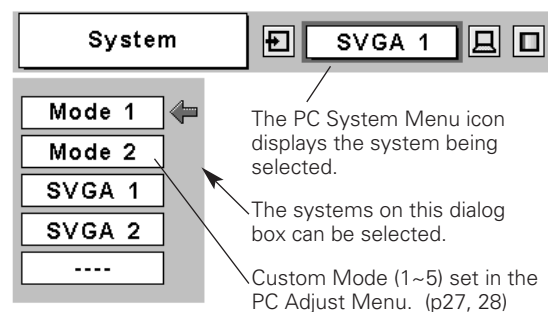 System
SVGA 1
Mode 1
Mode 2
SVGA 1
SVGA 2
----
The PC System Menu icon
displays the system being
selected.
The systems on this dialog
box can be selected.
Custom Mode (1~5) set in the
PC Adjust Menu. (p27, 28)